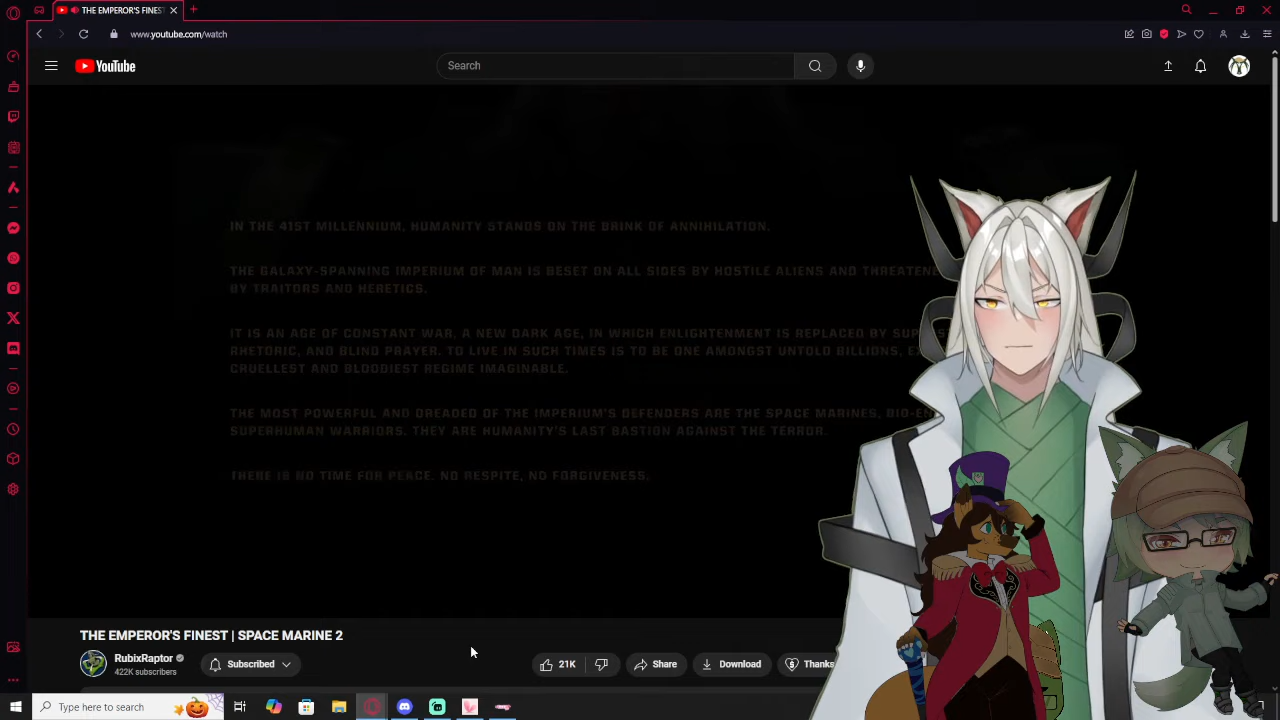 THE EMPEROR'S FINES
www.youtube.com/watch
YouTube
Search
IN THE 41ST MILLENNIUM, HUMANITY STANDS ON THE BRINK OF ANNIHILATION.
THE GALAXY-SPANNING IMPERIUM OF MAN IS BESET ON ALL SIDES BY HOSTILE ALIENS AND THREATENE
BY TRAITORS AND HERETICS.
IT IS AN AGE OF CONSTANT WAR. A NEW DARK AGE, IN WHICH ENLIGHTENMENT IS REPLACED BY
RHETORIC, AND BLIND PRAYER. TO LIVE IN SUCH TIMES IS TO BE ONE AMONGST UNTOLD BILLIONS,
CRUELLEST AND BLOODIEST REGIME IMAGINABLE.
THE MOST POWERFUL AND DREADED OF THE IMPERIUM'S DEFENDERS ARE THE SPACE MARINES,
SUPERHUMAN WARRIORS. THEY ARE HUMANITY'S LAST BASTION AGAINST THE TERROR.
THERE IS NO TIME FOR PEACE. NO RESPITE, NO FORGIVENESS.
THE EMPEROR'S FINEST | SPACE MARINE 2
RubixRaptor
422K subscribers
Subscribed
21K
Share
Download
Thanks
Type here to search